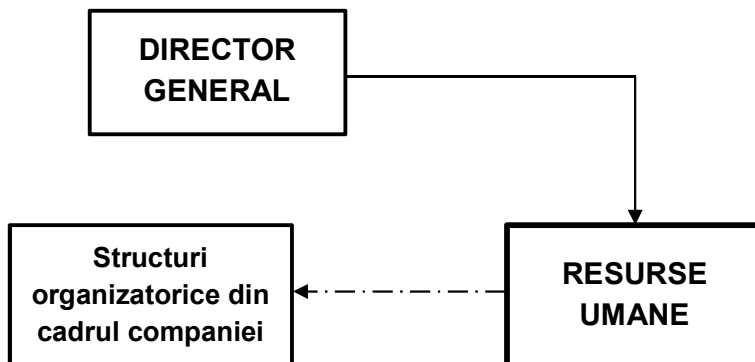 DIRECTOR
GENERAL
Structuri
organizatorice din
cadrul companiei
RESURSE
UMANE